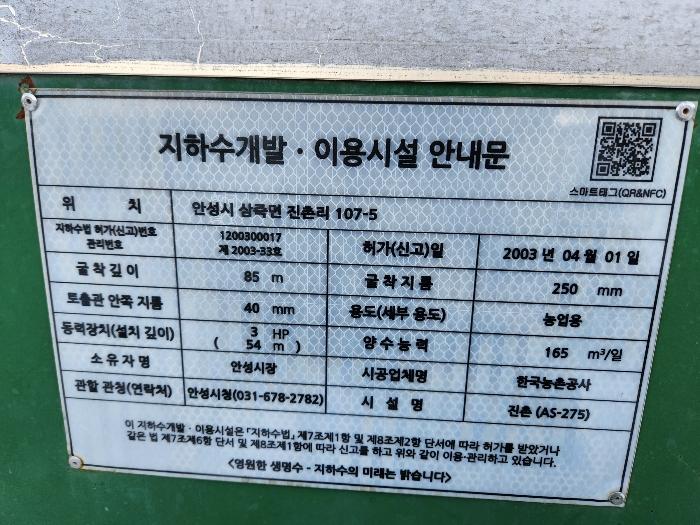 지하수개발 · 이용시설 안내문
스마트태그(QR&NFC)
위 치 안성시 삼죽면 진촌리 107-5
지하수법 허가(신고)번호 관리번호 1200300017 제 2003-33호 허가(신고)일 2003 년 04 월 01 일
굴착깊이 85 m 굴착지름 250 mm
토출관 안쪽 지름 40 mm 용도(세부 용도) 농업용
동력장치(설치 깊이) 3 HP ( 54 m ) 양수능력 165 m³/일
소유자명 안성시장 시공업체명 한국농촌공사
관할 관청(연락처) 안성시청(031-678-2782) 시 설 명 진촌 (AS-275)
이 지하수개발 · 이용시설은 「지하수법」 제7조제1항 및 제8조제2항 단서에 따라 허가를 받았거나
같은 법 제7조제6항 단서 및 제8조제1항에 따라 신고를 하고 위와 같이 이용·관리하고 있습니다.
<영원한 생명수 - 지하수의 미래는 밝습니다>